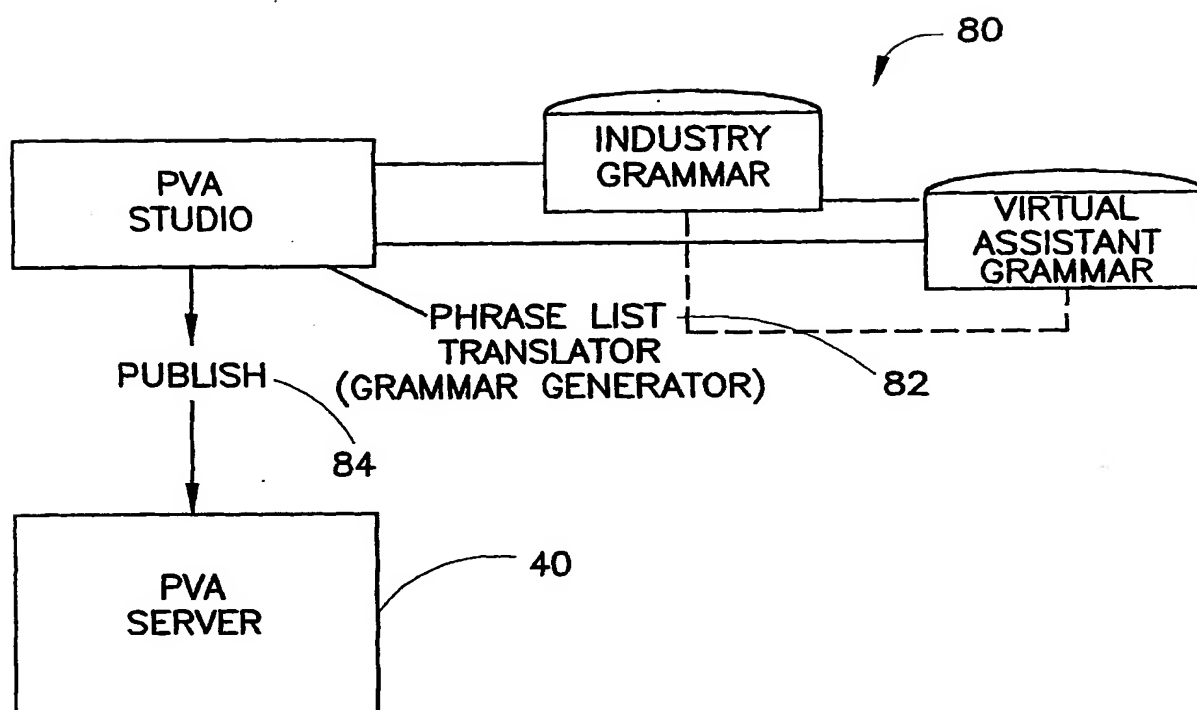 80
INDUSTRY
GRAMMAR
PVA
STUDIO
VIRTUAL
ASSISTANT
GRAMMAR
PHRASE LIST
TRANSLATOR
(GRAMMAR GENERATOR)
82
PUBLISH
84
PVA
SERVER
40